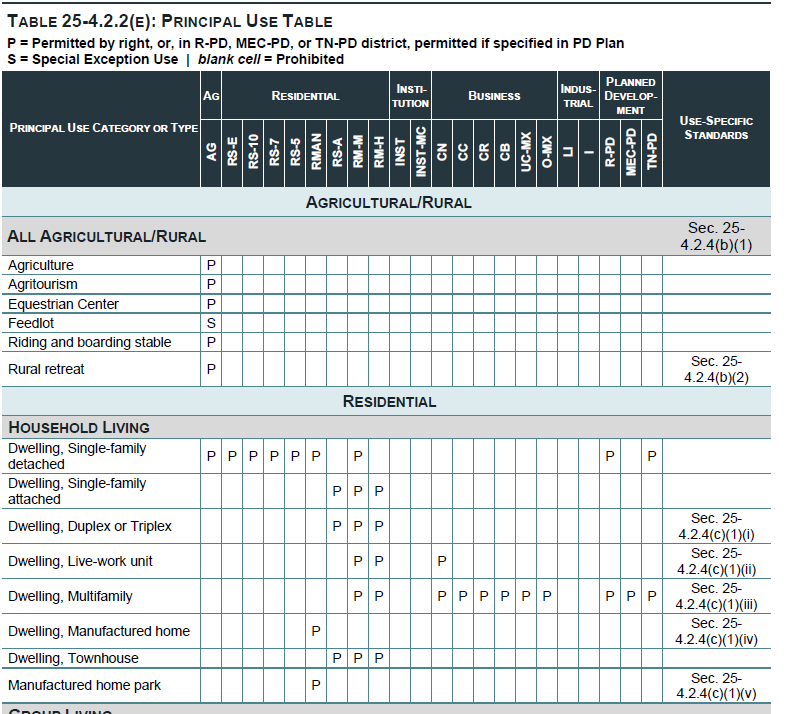 TABLE 25-4.2.2(E): PRINCIPAL USE TABLE
P = Permitted by right, or, in R-PD, MEC-PD, or TN-PD district, permitted if specified in PD Plan
S = Special Exception Use | blank cell = Prohibited
PRINCIPAL USE CATEGORY OR TYPE
AG
RESIDENTIAL
INSTI-
TUTION
BUSINESS
INDUS-
TRIAL
PLANNED
DEVELOP-
MENT
USE-SPECIFIC
STANDARDS
AG RS-E RS-10 RS-7 RS-5 RMAN RS-A RM-M RM-H INST INST-MC CN CC CR CB UC-MX O-MX LI I R-PD MEC-PD TN-PD
AGRICULTURAL/RURAL
ALL AGRICULTURAL/RURAL
Sec. 25-
4.2.4(b)(1)
Agriculture P
Agritourism P
Equestrian Center P
Feedlot S
Riding and boarding stable P
Rural retreat P
Sec. 25-
4.2.4(b)(2)
RESIDENTIAL
HOUSEHOLD LIVING
Dwelling, Single-family
detached
P P P P P P P P P
Dwelling, Single-family
attached
P P P
Dwelling, Duplex or Triplex P P P
Sec. 25-
4.2.4(c)(1)(i)
Dwelling, Live-work unit P P P
Sec. 25-
4.2.4(c)(1)(ii)
Dwelling, Multifamily P P P P P P P P P P P
Sec. 25-
4.2.4(c)(1)(iii)
Dwelling, Manufactured home P
Sec. 25-
4.2.4(c)(1)(iv)
Dwelling, Townhouse P P P
Manufactured home park P
Sec. 25-
4.2.4(c)(1)(v)
GROUP LIVING